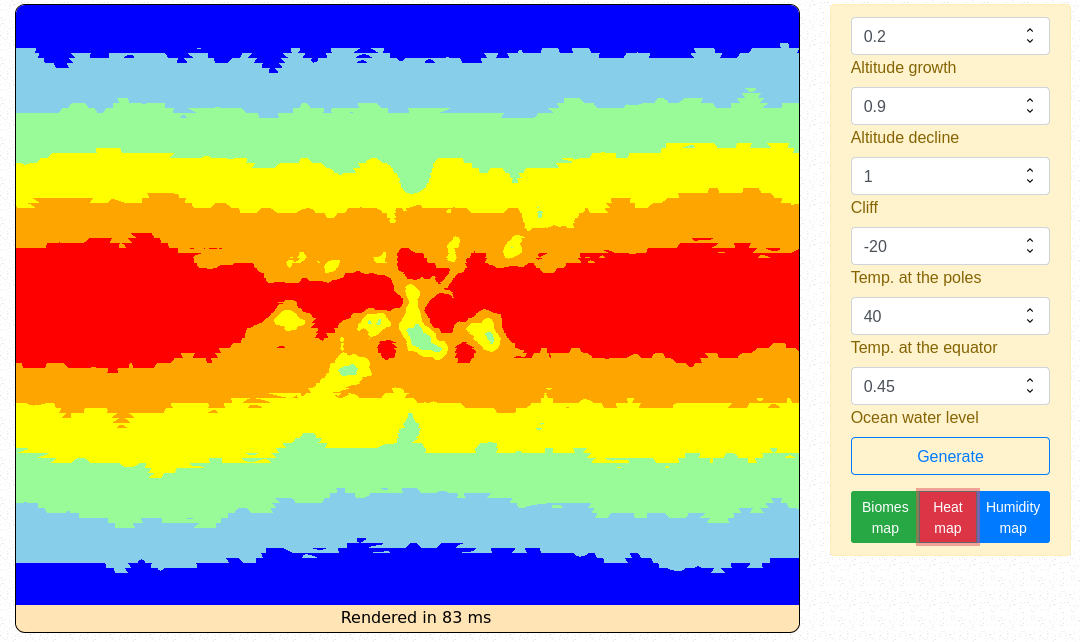 0.2
Altitude growth
0.9
Altitude decline
1
Cliff
-20
Temp. at the poles
40
Temp. at the equator
0.45
Ocean water level
Generate
Biomes
map
Heat
map
Humidity
map
Rendered in 83 ms